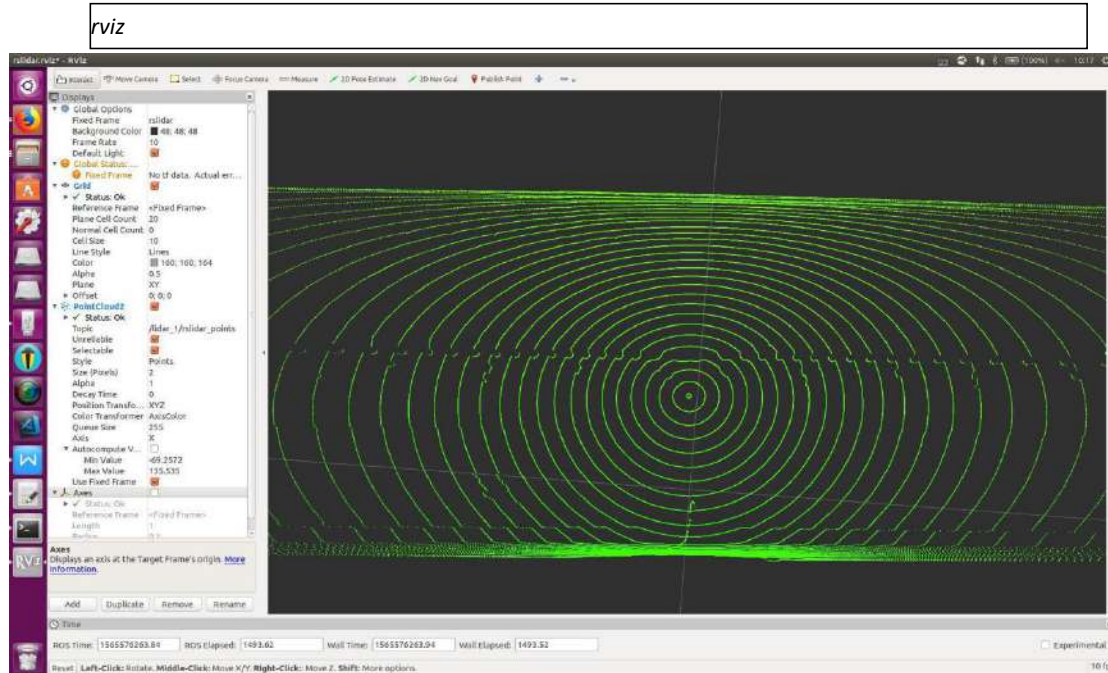 rviz
rslidar.rviz* - RViz
(100%) 10:17
Interact Move Camera Select Focus Camera Measure 2D Pose Estimate 2D Nav Goal Publish Point
Displays
Global Options
Fixed Frame rslidar
Background Color 48; 48; 48
Frame Rate 10
Default Light
Global Status: ...
Fixed Frame No tf data. Actual err...
Grid
Status: Ok
Reference Frame <Fixed Frame>
Plane Cell Count 20
Normal Cell Count 0
Cell Size 10
Line Style Lines
Color 160; 160; 164
Alpha 0.5
Plane XY
Offset 0; 0; 0
PointCloud2
Status: Ok
Topic /lidar_1/rslidar_points
Unreliable
Selectable
Style Points
Size (Pixels) 2
Alpha 1
Decay Time 0
Position Transfo... XYZ
Color Transformer AxisColor
Queue Size 255
Axis X
Autocompute V...
Min Value -69.2572
Max Value 135.535
Use Fixed Frame
Axes
Status: Ok
Reference Frame <Fixed Frame>
Length 1
Axes
Displays an axis at the Target Frame's origin. More
Information.
Add Duplicate Remove Rename
Time
ROS Time: 1565576263.84 ROS Elapsed: 1493.62 Wall Time: 1565576263.94 Wall Elapsed: 1493.52 Experimental
Reset Left-Click: Rotate. Middle-Click: Move X/Y. Right-Click: Move Z. Shift: More options. 10 fp